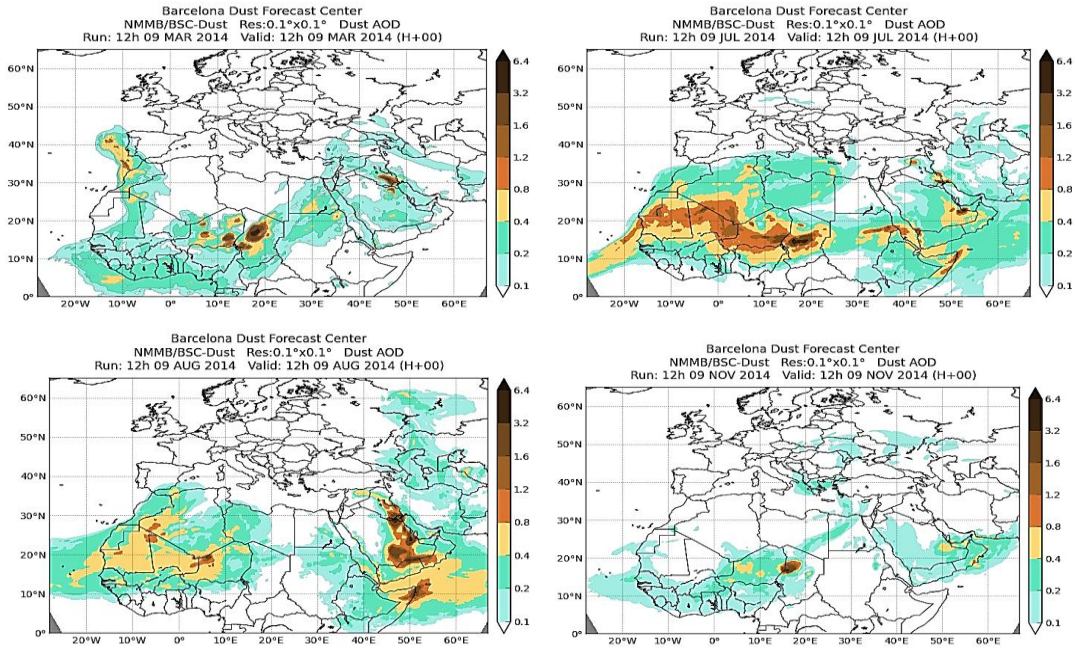 Barcelona Dust Forecast Center
NMMB/BSC-Dust Res:0.1°x0.1° Dust AOD
Run: 12h 09 MAR 2014 Valid: 12h 09 MAR 2014 (H+00)
60°N
50°N
40°N
30°N
20°N
10°N
0°
20°W
10°W
0°
10°E
20°E
30°E
40°E
50°E
60°E
6.4
3.2
1.6
1.2
0.8
0.4
0.2
0.1
Barcelona Dust Forecast Center
NMMB/BSC-Dust Res:0.1°x0.1° Dust AOD
Run: 12h 09 JUL 2014 Valid: 12h 09 JUL 2014 (H+00)
60°N
50°N
40°N
30°N
20°N
10°N
0°
20°W
10°W
0°
10°E
20°E
30°E
40°E
50°E
60°E
6.4
3.2
1.6
1.2
0.8
0.4
0.2
0.1
Barcelona Dust Forecast Center
NMMB/BSC-Dust Res:0.1°x0.1° Dust AOD
Run: 12h 09 AUG 2014 Valid: 12h 09 AUG 2014 (H+00)
60°N
50°N
40°N
30°N
20°N
10°N
0°
20°W
10°W
0°
10°E
20°E
30°E
40°E
50°E
60°E
6.4
3.2
1.6
1.2
0.8
0.4
0.2
0.1
Barcelona Dust Forecast Center
NMMB/BSC-Dust Res:0.1°x0.1° Dust AOD
Run: 12h 09 NOV 2014 Valid: 12h 09 NOV 2014 (H+00)
60°N
50°N
40°N
30°N
20°N
10°N
0°
20°W
10°W
0°
10°E
20°E
30°E
40°E
50°E
60°E
6.4
3.2
1.6
1.2
0.8
0.4
0.2
0.1